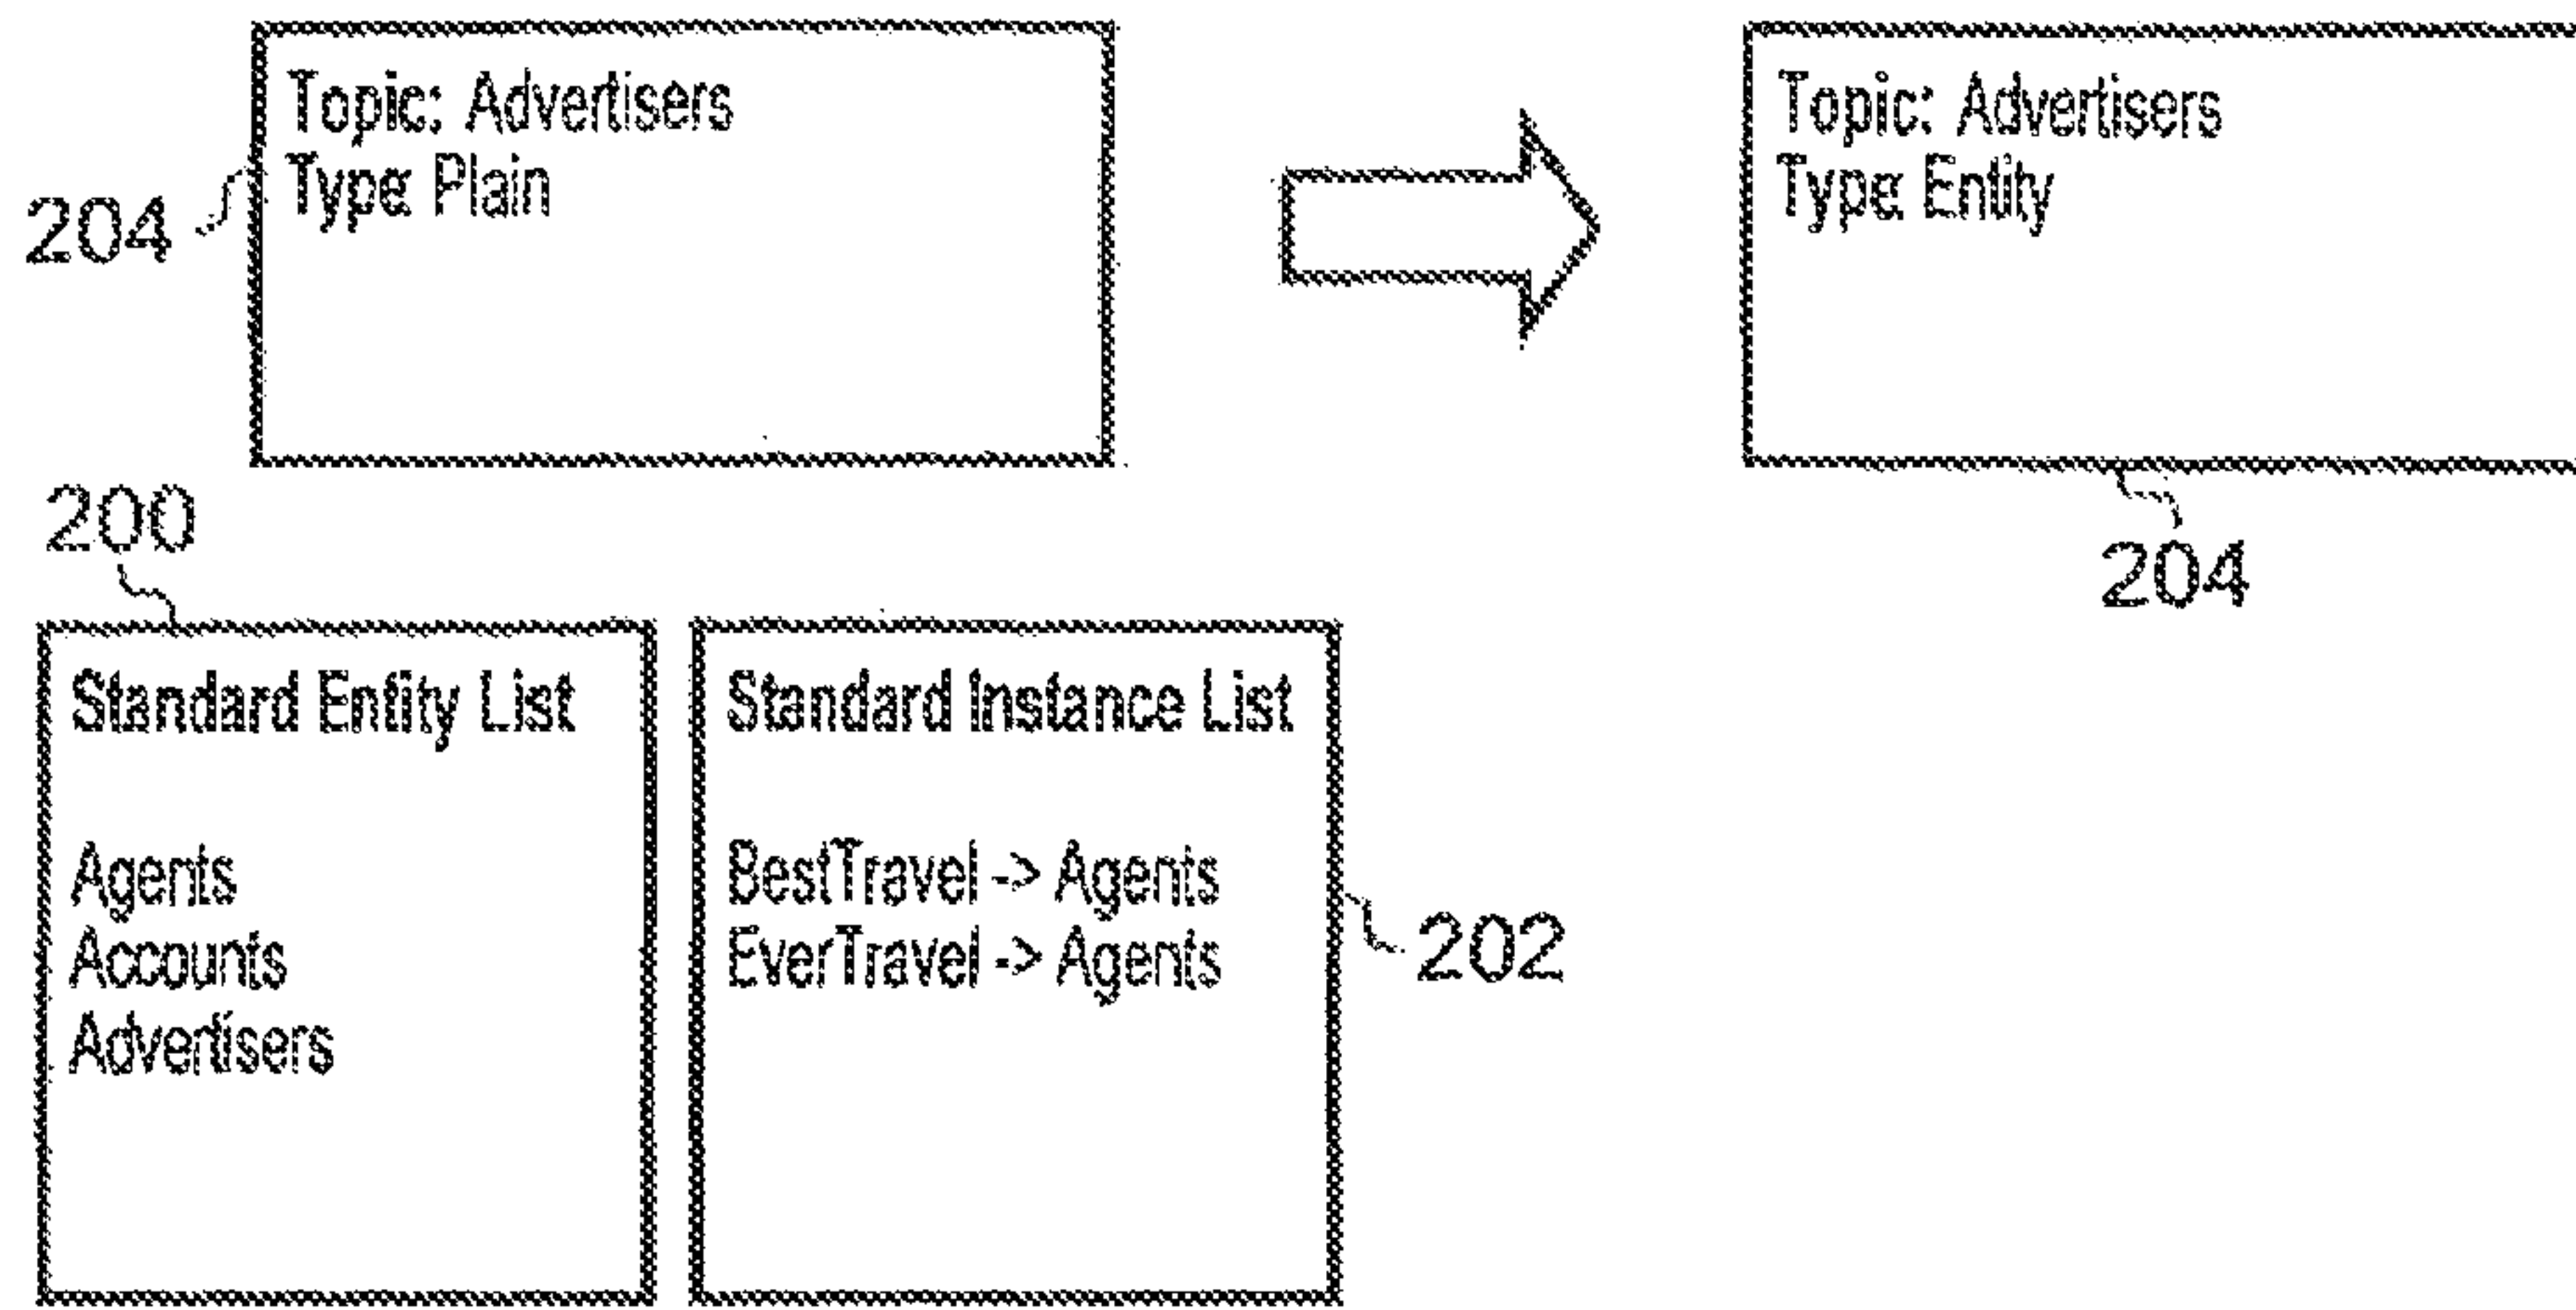 Topic: Advertisers
Type: Plain
204
Topic: Advertisers
Type: Entity
204
200
Standard Entity List
Agents
Accounts
Advertisers
Standard Instance List
BestTravel -> Agents
EverTravel -> Agents
202